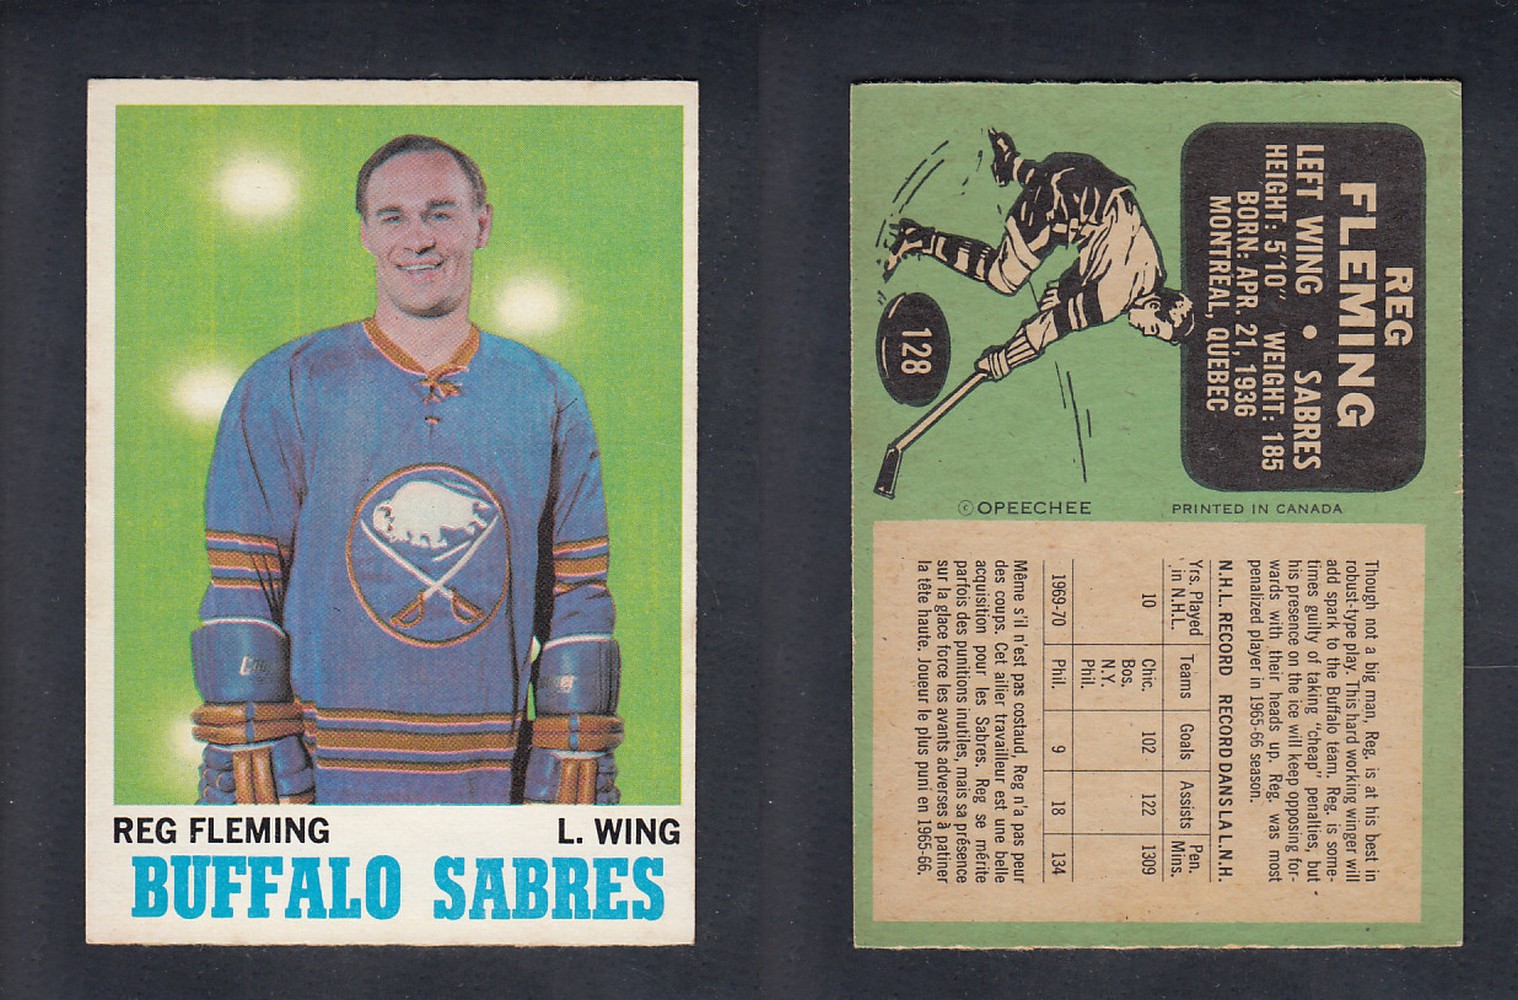 REG FLEMING
L. WING
BUFFALO SABRES
REG
FLEMING
LEFT WING • SABRES
HEIGHT: 5'10" WEIGHT: 185
BORN: APR. 21, 1936
MONTREAL, QUEBEC
128
© OPEECHEE
PRINTED IN CANADA
Though not a big man, Reg. is at his best in
robust-type play. This hard working winger will
add spark to the Buffalo team. Reg. is some-
times guilty of taking "cheap" penalties, but
his presence on the ice will keep opposing for-
wards with their heads up. Reg. was most
penalized player in 1965-66 season.
N.H.L. RECORD RECORD DANS LA L.N.H.
Yrs. Played in N.H.L. Teams Goals Assists Pen. Mins.
10 Chic. 102 122 1309
Bos.
N.Y.
Phil.
1969-70 Phil. 9 18 134
Même s'il n'est pas costaud, Reg n'a pas peur
des coups. Cet ailier travailleur est une belle
acquisition pour les Sabres. Reg se mérite
parfois des punitions inutiles, mais sa présence
sur la glace force les avants adverses à patiner
la tête haute. Joueur le plus puni en 1965-66.